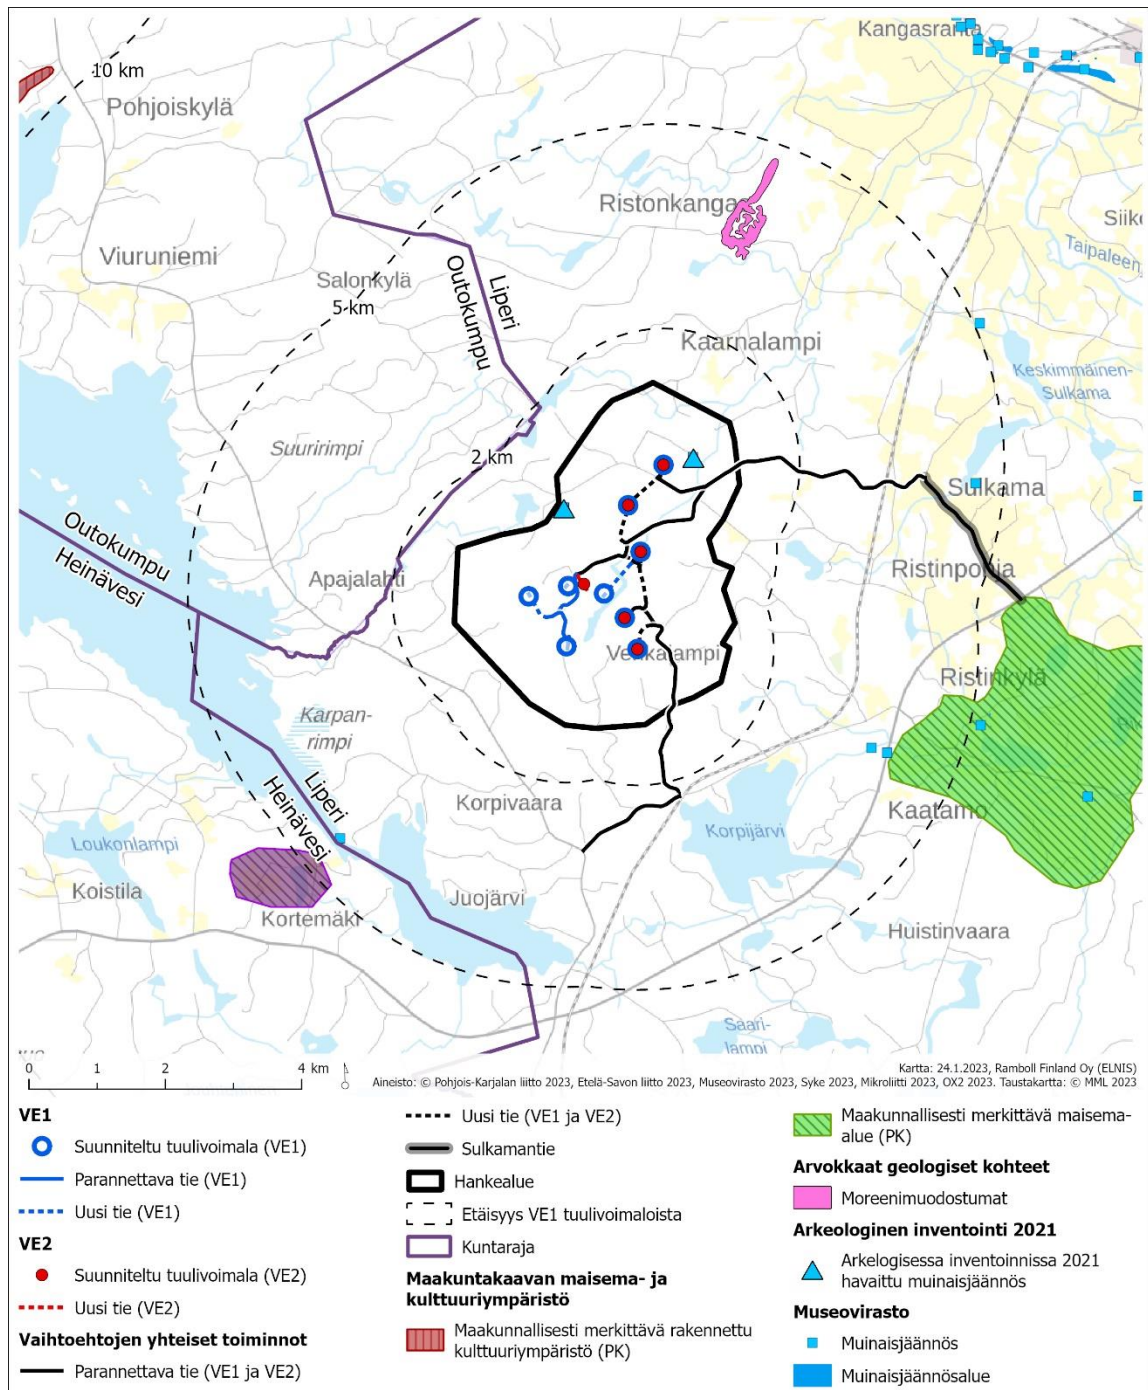 Kangasranta
10 km
Pohjoiskylä
Ristonkangas
Siik
Viuruniemi
Taipaleen
Salonkylä
Liperi
Outokumpu
5 km
Kaarnalampi
Keskimmäinen-
Sulkama
Suuririmpi
2 km
Sulkama
Outokumpu
Heinävesi
Apajalahti
Ristinpohja
Venkalampi
Ristinkylä
Karpan-
rimpi
Liperi
Heinävesi
Korpivaara
Kaatamo
Korpijärvi
Loukonlampi
Koistila
Juojärvi
Kortemäki
Huistinvaara
Saari-
lampi
0 1 2 4 km
Kartta: 24.1.2023, Ramboll Finland Oy (ELNIS)
Aineisto: © Pohjois-Karjalan liitto 2023, Etelä-Savon liitto 2023, Museovirasto 2023, Syke 2023, Mikroliitti 2023, OX2 2023. Taustakartta: © MML 2023
VE1
Suunniteltu tuulivoimala (VE1)
Parannettava tie (VE1)
Uusi tie (VE1)
VE2
Suunniteltu tuulivoimala (VE2)
Uusi tie (VE2)
Vaihtoehtojen yhteiset toiminnot
Parannettava tie (VE1 ja VE2)
Uusi tie (VE1 ja VE2)
Sulkamantie
Hankealue
Etäisyys VE1 tuulivoimaloista
Kuntaraja
Maakuntakaavan maisema- ja
kulttuuriympäristö
Maakunnallisesti merkittävä rakennettu
kulttuuriympäristö (PK)
Maakunnallisesti merkittävä maisema-
alue (PK)
Arvokkaat geologiset kohteet
Moreenimuodostumat
Arkeologinen inventointi 2021
Arkelogisessa inventoinnissa 2021
havaittu muinaisjäännös
Museovirasto
Muinaisjäännös
Muinaisjäännösalue